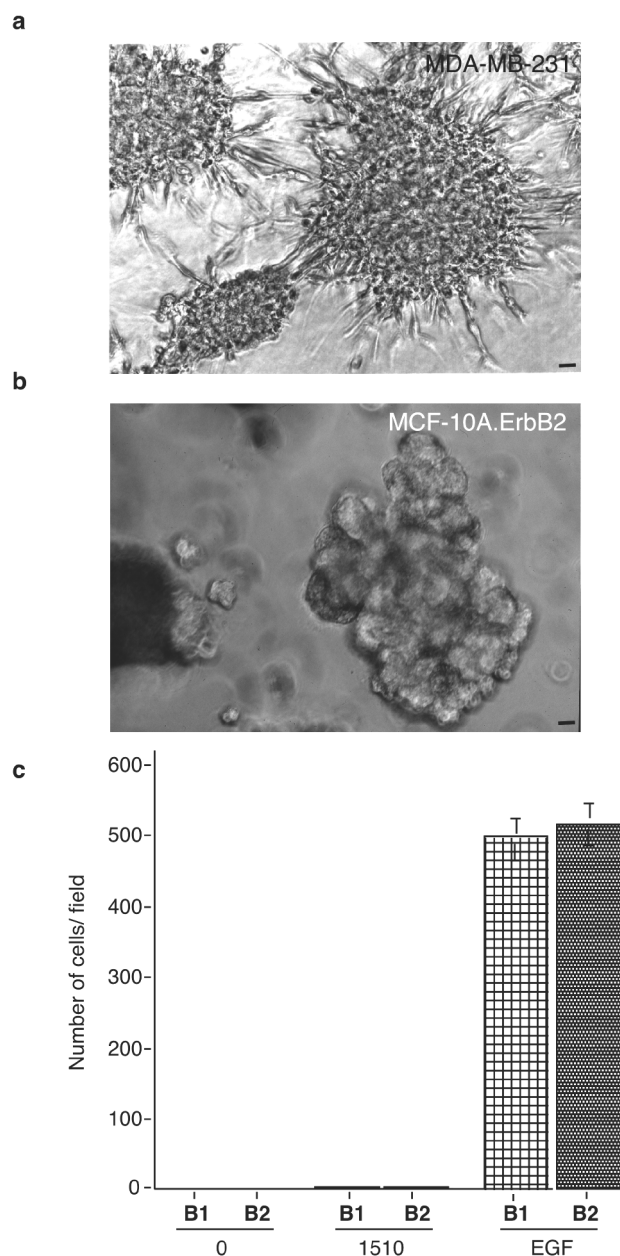 a
MDA-MB-231
b
MCF-10A.ErbB2
c
Number of cells/ field
600
500
400
300
200
100
0
B1 B2 B1 B2 B1 B2
0 1510 EGF